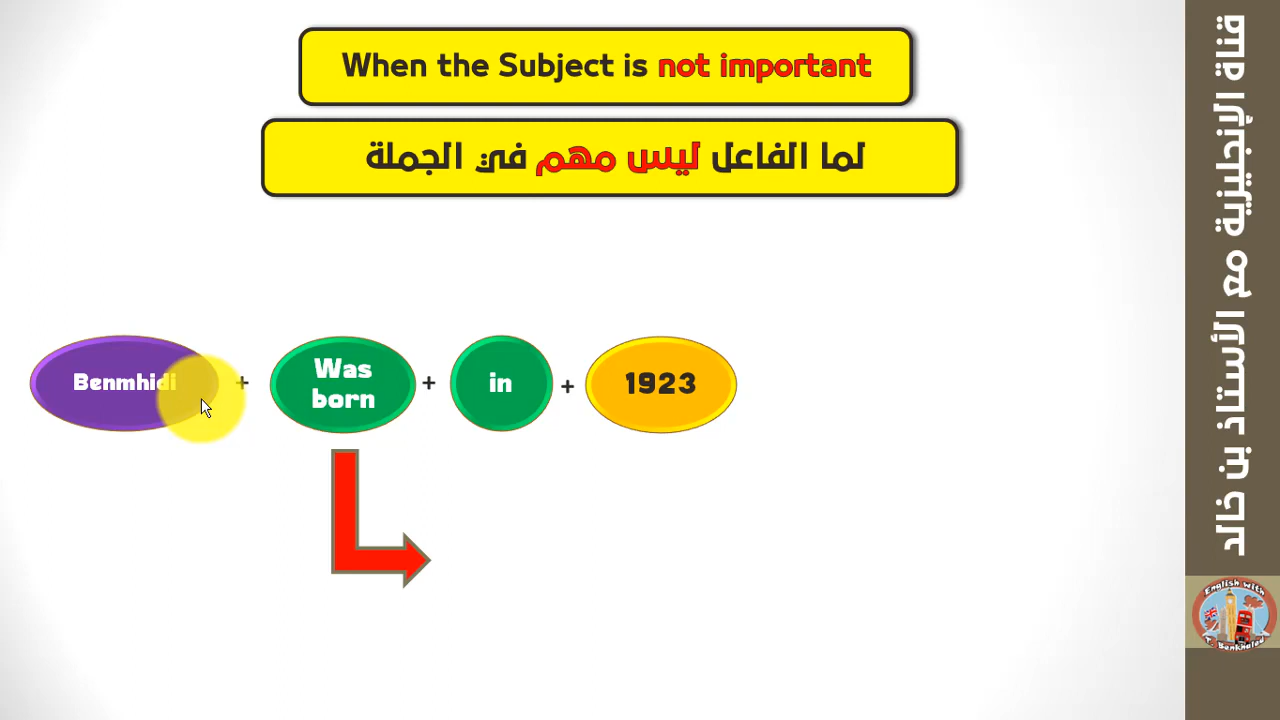 When the Subject is not important
لما الفاعل ليس مهم في الجملة
Benmhidi + Was born + in + 1923
قناة الإنجليزية مع الأستاذ بن خالد
English with
T. Benkhaled